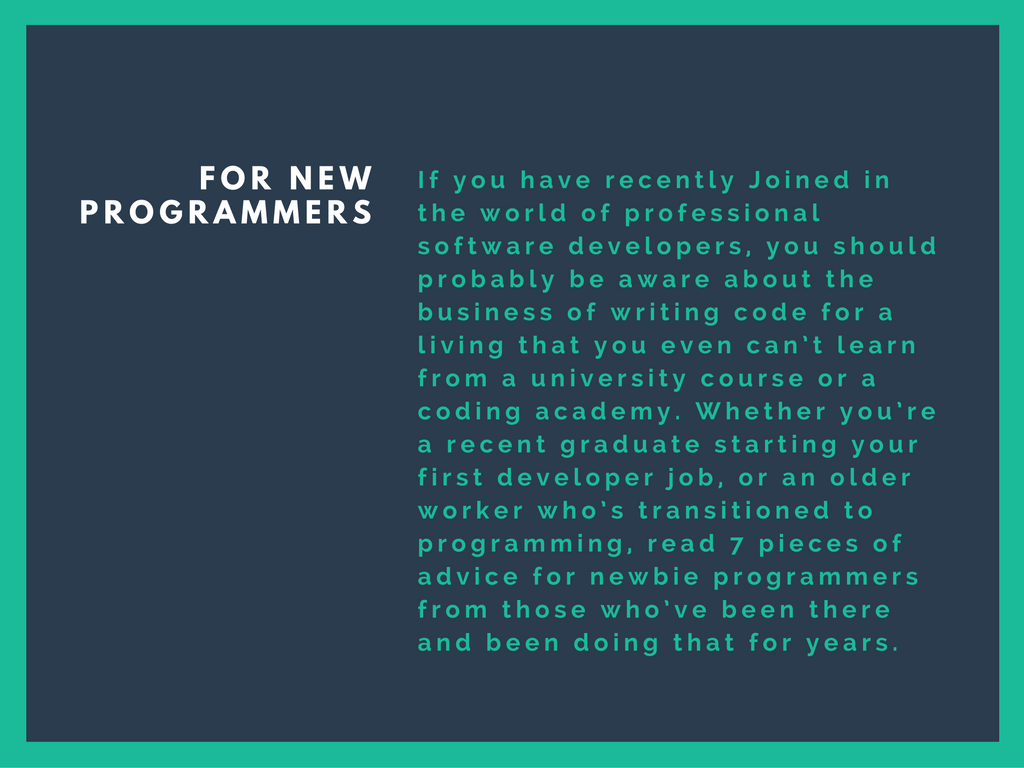 FOR NEW
PROGRAMMERS
If you have recently Joined in
the world of professional
software developers, you should
probably be aware about the
business of writing code for a
living that you even can’t learn
from a university course or a
coding academy. Whether you’re
a recent graduate starting your
first developer job, or an older
worker who’s transitioned to
programming, read 7 pieces of
advice for newbie programmers
from those who’ve been there
and been doing that for years.